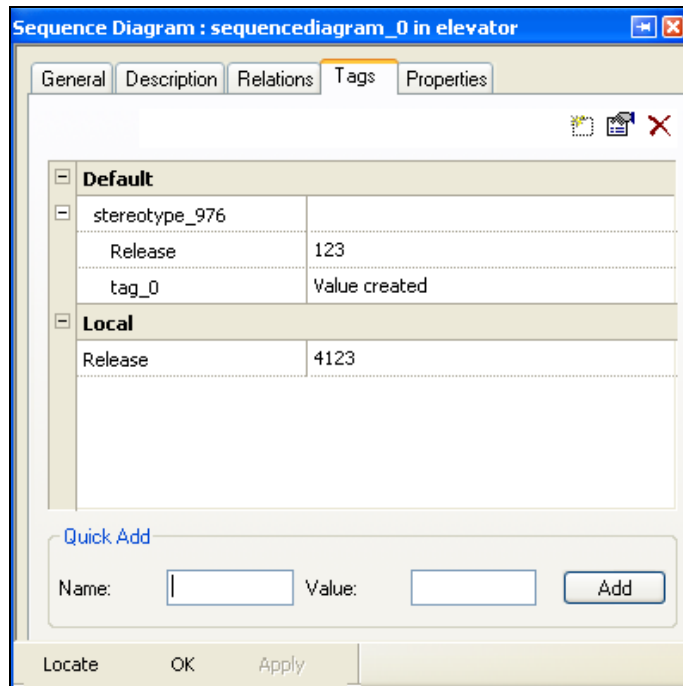 Sequence Diagram : sequencediagram_0 in elevator
General Description Relations Tags Properties
Default
stereotype_976
Release 123
tag_0 Value created
Local
Release 4123
Quick Add
Name: Value: Add
Locate OK Apply